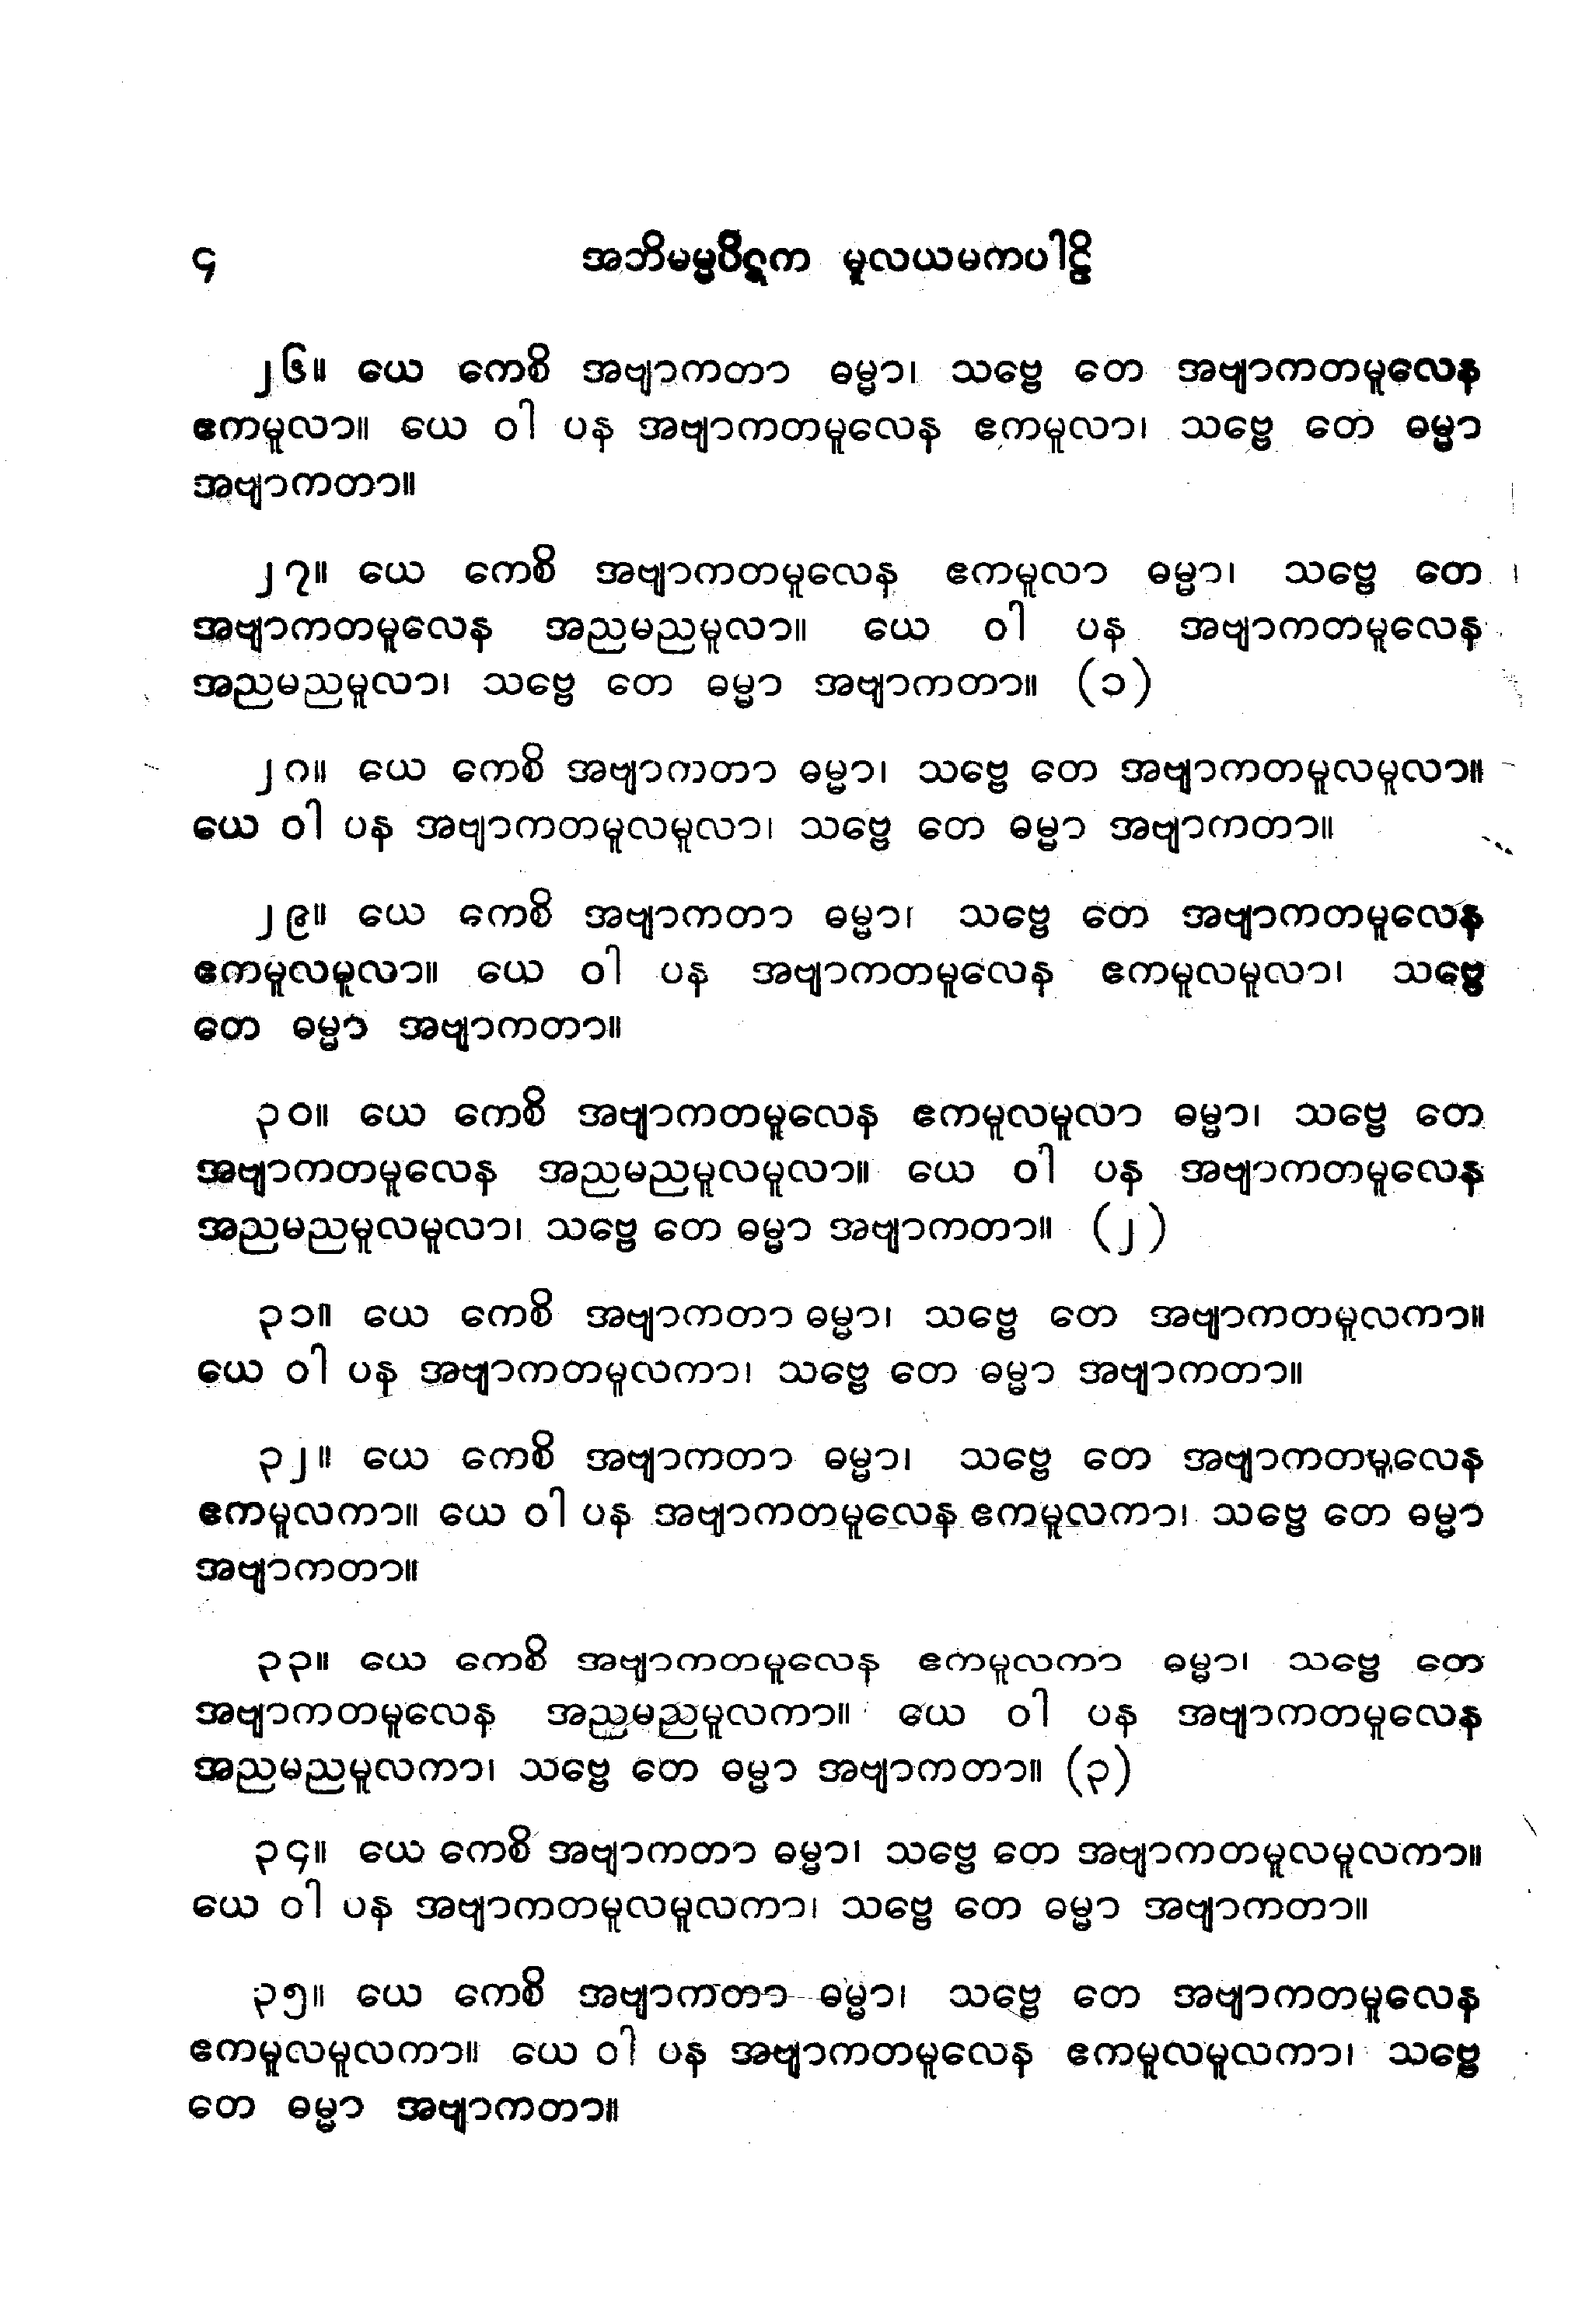 ၄ အဘိဓမ္မပိဋက မူလယမကပါဠိ
၂၆။ ယေ ကေစိ အဗျာကတာ ဓမ္မာ၊ သဗ္ဗေ တေ အဗျာကတမူလေန
ဧကမူလာ။ ယေ ဝါ ပန အဗျာကတမူလေန ဧကမူလာ၊ သဗ္ဗေ တေ ဓမ္မာ
အဗျာကတာ။
၂၇။ ယေ ကေစိ အဗျာကတမူလေန ဧကမူလာ ဓမ္မာ၊ သဗ္ဗေ တေ
အဗျာကတမူလေန အညမညမူလာ။ ယေ ဝါ ပန အဗျာကတမူလေန
အညမညမူလာ၊ သဗ္ဗေ တေ ဓမ္မာ အဗျာကတာ။ (၁)
၂၈။ ယေ ကေစိ အဗျာကတာ ဓမ္မာ၊ သဗ္ဗေ တေ အဗျာကတမူလမူလာ။
ယေ ဝါ ပန အဗျာကတမူလမူလာ၊ သဗ္ဗေ တေ ဓမ္မာ အဗျာကတာ။
၂၉။ ယေ ကေစိ အဗျာကတာ ဓမ္မာ၊ သဗ္ဗေ တေ အဗျာကတမူလေန
ဧကမူလမူလာ။ ယေ ဝါ ပန အဗျာကတမူလေန ဧကမူလမူလာ၊ သဗ္ဗေ
တေ ဓမ္မာ အဗျာကတာ။
၃၀။ ယေ ကေစိ အဗျာကတမူလေန ဧကမူလမူလာ ဓမ္မာ၊ သဗ္ဗေ တေ
အဗျာကတမူလေန အညမညမူလမူလာ။ ယေ ဝါ ပန အဗျာကတမူလေန
အညမညမူလမူလာ၊ သဗ္ဗေ တေ ဓမ္မာ အဗျာကတာ။ (၂)
၃၁။ ယေ ကေစိ အဗျာကတာ ဓမ္မာ၊ သဗ္ဗေ တေ အဗျာကတမူလကာ။
ယေ ဝါ ပန အဗျာကတမူလကာ၊ သဗ္ဗေ တေ ဓမ္မာ အဗျာကတာ။
၃၂။ ယေ ကေစိ အဗျာကတာ ဓမ္မာ၊ သဗ္ဗေ တေ အဗျာကတမူလေန
ဧကမူလကာ။ ယေ ဝါ ပန အဗျာကတမူလေန ဧကမူလကာ၊ သဗ္ဗေ တေ ဓမ္မာ
အဗျာကတာ။
၃၃။ ယေ ကေစိ အဗျာကတမူလေန ဧကမူလကာ ဓမ္မာ၊ သဗ္ဗေ တေ
အဗျာကတမူလေန အညမညမူလကာ။ ယေ ဝါ ပန အဗျာကတမူလေန
အညမညမူလကာ၊ သဗ္ဗေ တေ ဓမ္မာ အဗျာကတာ။ (၃)
၃၄။ ယေ ကေစိ အဗျာကတာ ဓမ္မာ၊ သဗ္ဗေ တေ အဗျာကတမူလမူလကာ။
ယေ ဝါ ပန အဗျာကတမူလမူလကာ၊ သဗ္ဗေ တေ ဓမ္မာ အဗျာကတာ။
၃၅။ ယေ ကေစိ အဗျာကတာ ဓမ္မာ၊ သဗ္ဗေ တေ အဗျာကတမူလေန
ဧကမူလမူလကာ။ ယေ ဝါ ပန အဗျာကတမူလေန ဧကမူလမူလကာ၊ သဗ္ဗေ
တေ ဓမ္မာ အဗျာကတာ။